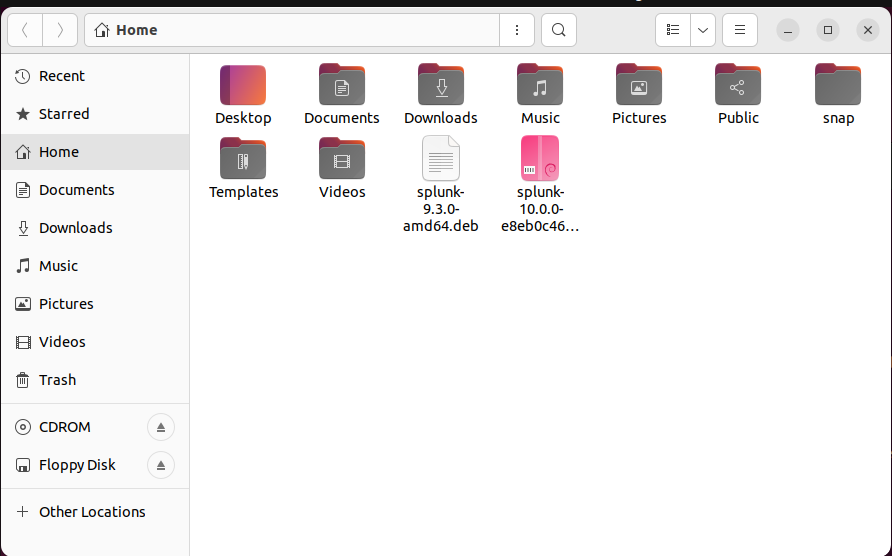 Home
Recent
Starred
Home
Documents
Downloads
Music
Pictures
Videos
Trash
CDROM
Floppy Disk
Other Locations
Desktop
Documents
Downloads
Music
Pictures
Public
snap
Templates
Videos
splunk-
9.3.0-
amd64.deb
splunk-
10.0.0-
e8eb0c46…